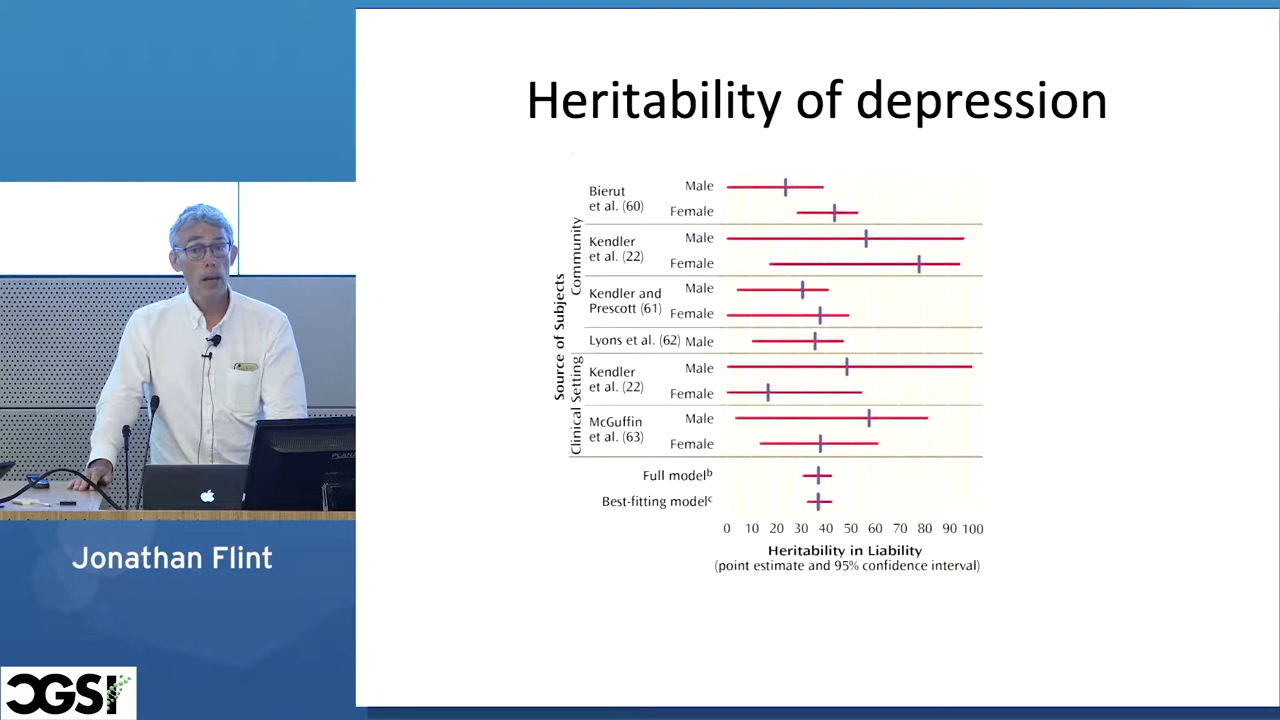 Heritability of depression
Source of Subjects
Community
Bierut
et al. (60)
Male
Female
Kendler
et al. (22)
Male
Female
Kendler and
Prescott (61)
Male
Female
Lyons et al. (62) Male
Clinical Setting
Kendler
et al. (22)
Male
Female
McGuffin
et al. (63)
Male
Female
Full modelᵇ
Best-fitting modelᶜ
0 10 20 30 40 50 60 70 80 90 100
Heritability in Liability
(point estimate and 95% confidence interval)
Jonathan Flint
CGSI